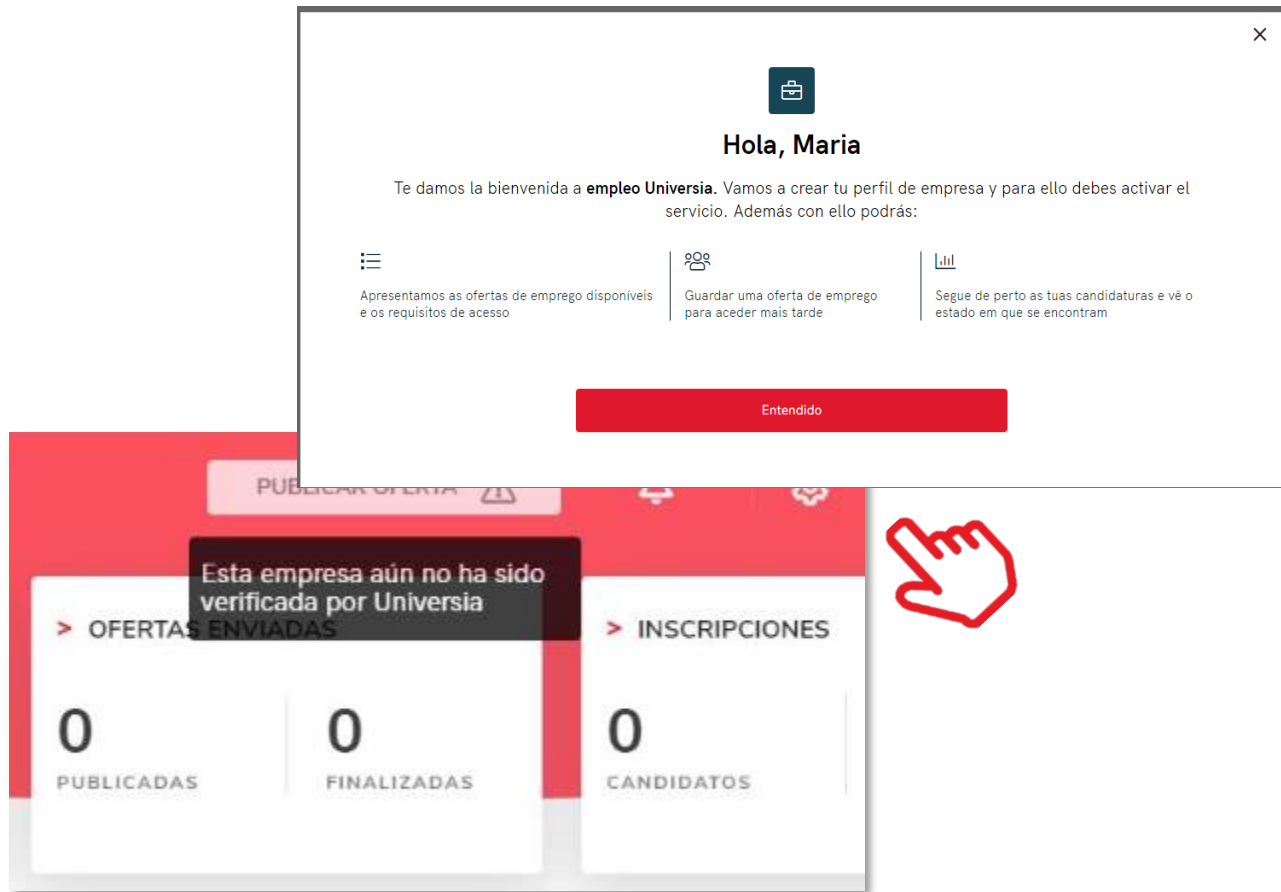 Hola, Maria
Te damos la bienvenida a empleo Universia. Vamos a crear tu perfil de empresa y para ello debes activar el
servicio. Además con ello podrás:
Apresentamos as ofertas de emprego disponíveis
e os requisitos de acesso
Guardar uma oferta de emprego
para aceder mais tarde
Segue de perto as tuas candidaturas e vê o
estado em que se encontram
Entendido
PUBLICAR OFERTA
Esta empresa aún no ha sido
verificada por Universia
> OFERTAS ENVIADAS
0
PUBLICADAS
0
FINALIZADAS
> INSCRIPCIONES
0
CANDIDATOS